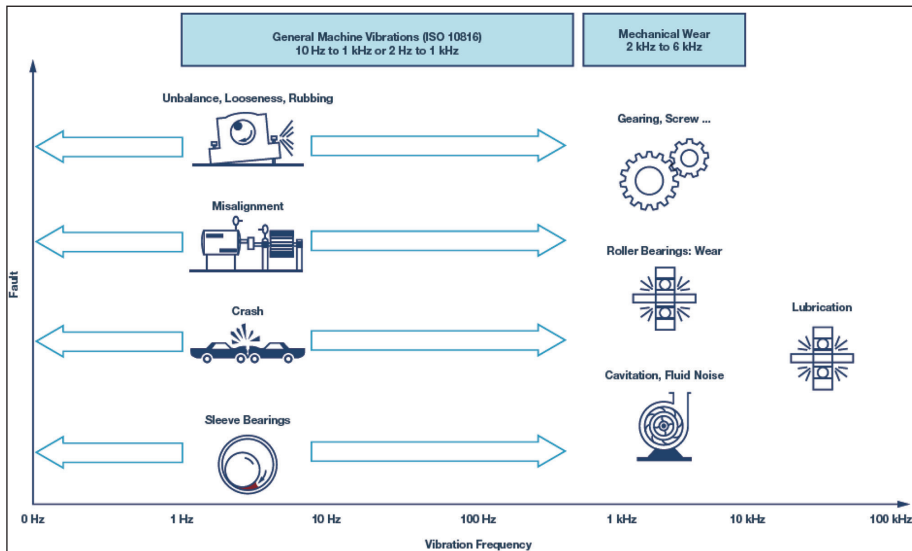 General Machine Vibrations (ISO 10816)
10 Hz to 1 kHz or 2 Hz to 1 kHz
Mechanical Wear
2 kHz to 6 kHz
Unbalance, Looseness, Rubbing
Gearing, Screw ...
Misalignment
Roller Bearings: Wear
Crash
Lubrication
Cavitation, Fluid Noise
Sleeve Bearings
Fault
0 Hz
1 Hz
10 Hz
100 Hz
1 kHz
10 kHz
100 kHz
Vibration Frequency